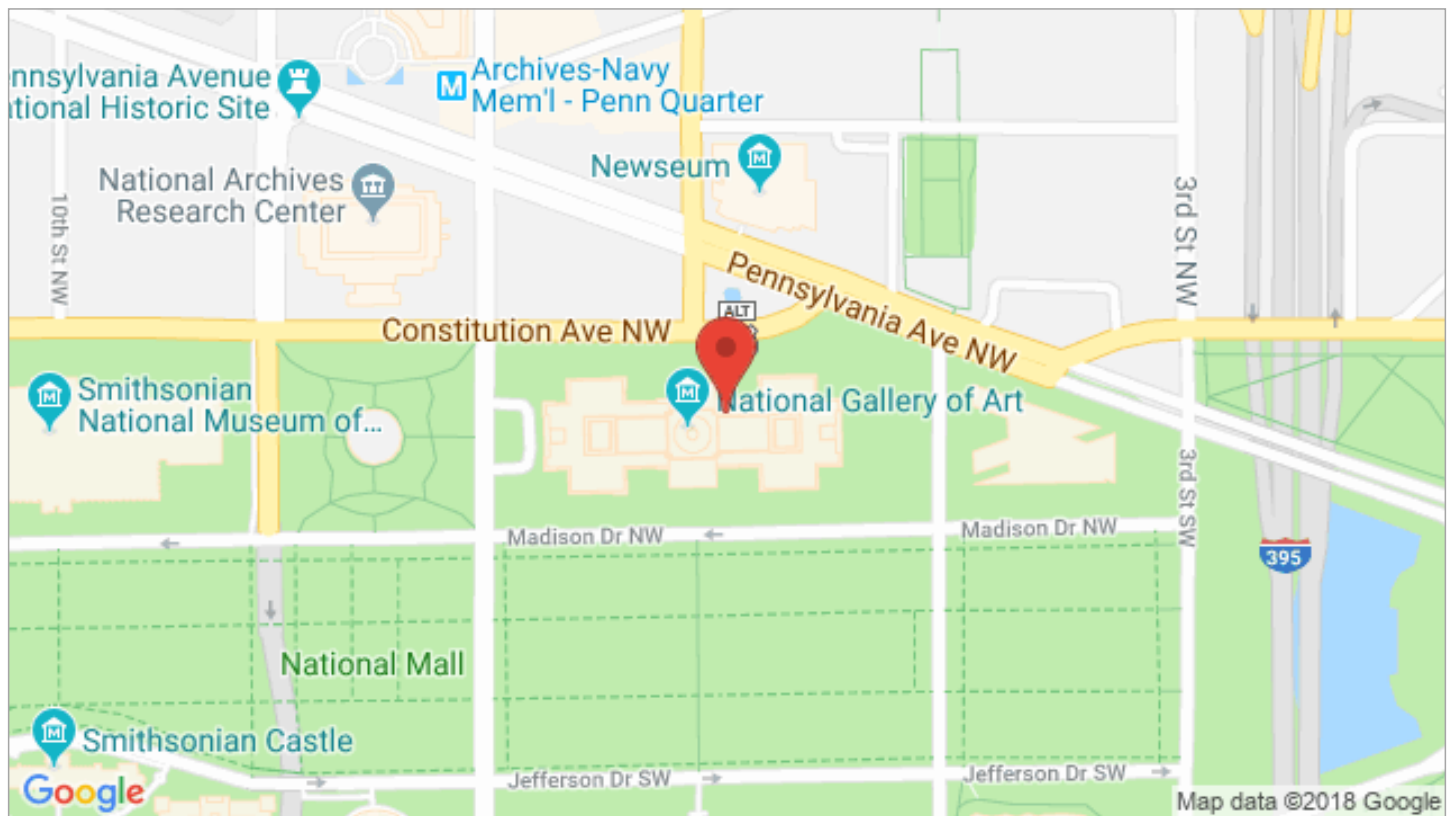 ennsylvania Avenue
ational Historic Site
M
Archives-Navy
Mem'l - Penn Quarter
M
Newseum
National Archives
Research Center
10th St NW
3rd St NW
Pennsylvania Ave NW
ALT
Constitution Ave NW
M
Smithsonian
National Museum of...
M
National Gallery of Art
3rd St SW
Madison Dr NW
Madison Dr NW
395
National Mall
M
Smithsonian Castle
Jefferson Dr SW
Jefferson Dr SW
Google
Map data ©2018 Google